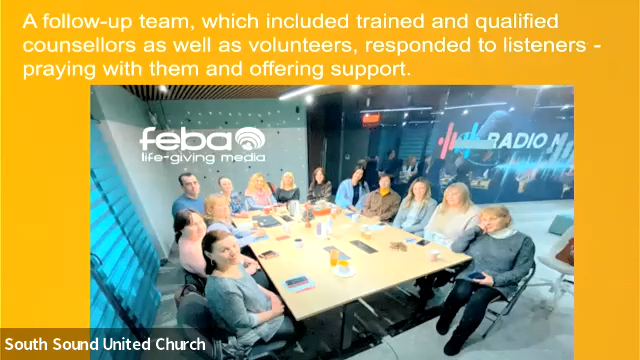 A follow-up team, which included trained and qualified
counsellors as well as volunteers, responded to listeners -
praying with them and offering support.
feba
life-giving media
RADIO M
South Sound United Church